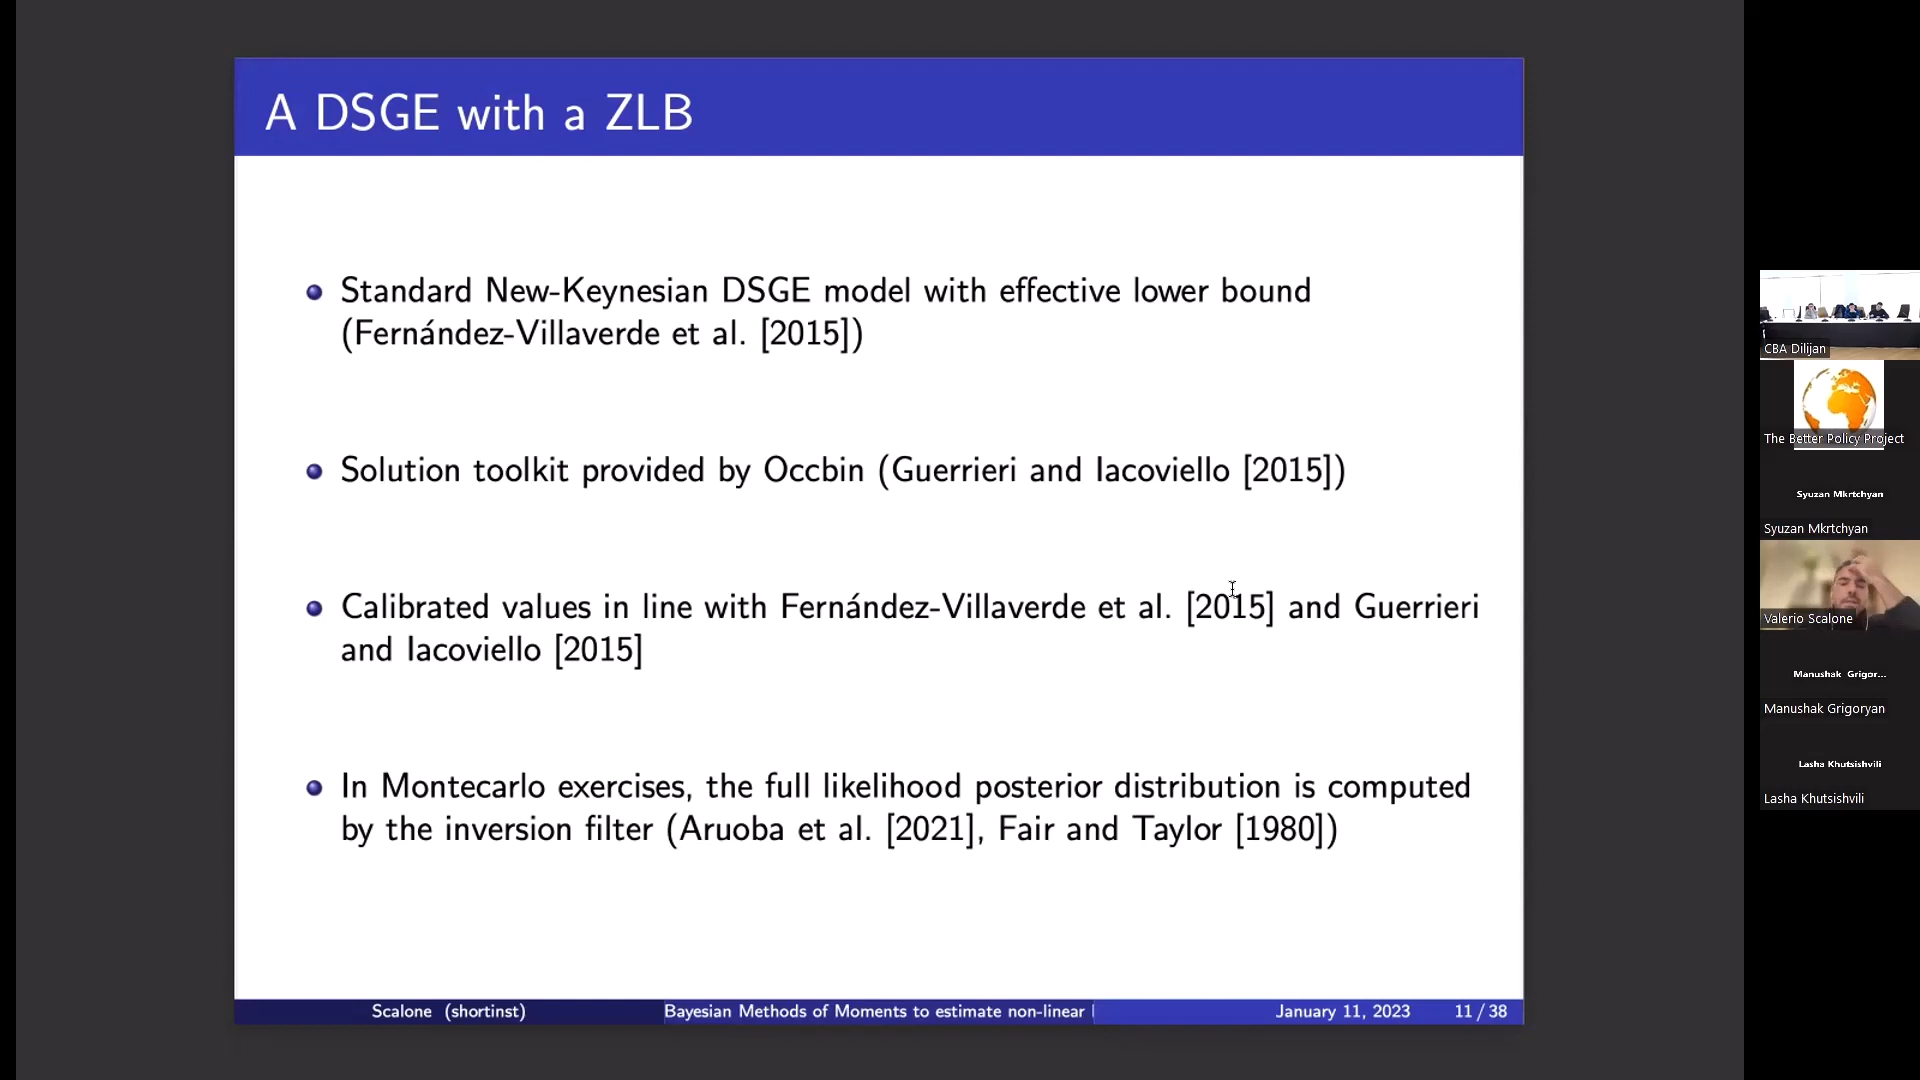 A DSGE with a ZLB
Standard New-Keynesian DSGE model with effective lower bound
(Fernández-Villaverde et al. [2015])
Solution toolkit provided by Occbin (Guerrieri and Iacoviello [2015])
Calibrated values in line with Fernández-Villaverde et al. [2015] and Guerrieri
and Iacoviello [2015]
In Montecarlo exercises, the full likelihood posterior distribution is computed
by the inversion filter (Aruoba et al. [2021], Fair and Taylor [1980])
Scalone (shortinst)
Bayesian Methods of Moments to estimate non-linear
January 11, 2023
11 / 38
CBA Dilijan
The Better Policy Project
Syuzan Mkrtchyan
Syuzan Mkrtchyan
Valerio Scalone
Manushak Grigor...
Manushak Grigoryan
Lasha Khutsishvili
Lasha Khutsishvili